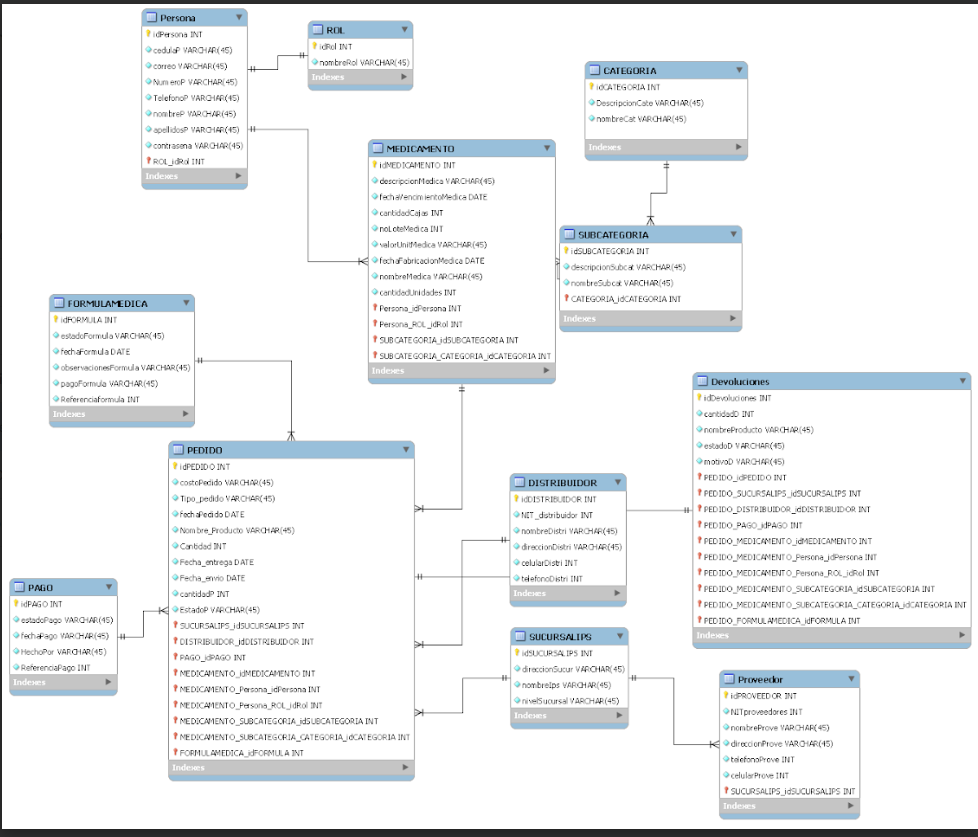 Persona
idPersona INT
cedulaP VARCHAR(45)
correo VARCHAR(45)
NumeroP VARCHAR(45)
TelefonoP VARCHAR(45)
nombreP VARCHAR(45)
apellidosP VARCHAR(45)
contrasena VARCHAR(45)
ROL_idRol INT
Indexes
ROL
idRol INT
nombreRol VARCHAR(45)
Indexes
CATEGORIA
idCATEGORIA INT
DescripcionCate VARCHAR(45)
nombreCat VARCHAR(45)
Indexes
MEDICAMENTO
idMEDICAMENTO INT
descripcionMedica VARCHAR(45)
fechaVencimientoMedica DATE
cantidadCajas INT
noLoteMedica INT
valorUnitMedica VARCHAR(45)
fechaFabricacionMedica DATE
nombreMedica VARCHAR(45)
cantidadUnidades INT
Persona_idPersona INT
Persona_ROL_idRol INT
SUBCATEGORIA_idSUBCATEGORIA INT
SUBCATEGORIA_CATEGORIA_idCATEGORIA INT
Indexes
SUBCATEGORIA
idSUBCATEGORIA INT
descripcionSubcat VARCHAR(45)
nombreSubcat VARCHAR(45)
CATEGORIA_idCATEGORIA INT
Indexes
FORMULAMEDICA
idFORMULA INT
estadoFormula VARCHAR(45)
fechaFormula DATE
observacionesFormula VARCHAR(45)
pagoFormula VARCHAR(45)
Referenciaformula INT
Indexes
PEDIDO
idPEDIDO INT
costoPedido VARCHAR(45)
Tipo_pedido VARCHAR(45)
fechaPedido DATE
Nombre_Producto VARCHAR(45)
Cantidad INT
Fecha_entrega DATE
Fecha_envio DATE
cantidadP INT
EstadoP VARCHAR(45)
SUCURSALIPS_idSUCURSALIPS INT
DISTRIBUIDOR_idDISTRIBUIDOR INT
PAGO_idPAGO INT
MEDICAMENTO_idMEDICAMENTO INT
MEDICAMENTO_Persona_idPersona INT
MEDICAMENTO_Persona_ROL_idRol INT
MEDICAMENTO_SUBCATEGORIA_idSUBCATEGORIA INT
MEDICAMENTO_SUBCATEGORIA_CATEGORIA_idCATEGORIA INT
FORMULAMEDICA_idFORMULA INT
Indexes
PAGO
idPAGO INT
estadoPago VARCHAR(45)
fechaPago VARCHAR(45)
HechoPor VARCHAR(45)
ReferenciaPago INT
Indexes
DISTRIBUIDOR
idDISTRIBUIDOR INT
NIT_distribuidor INT
nombreDistri VARCHAR(45)
direccionDistri VARCHAR(45)
celularDistri INT
telefonoDistri INT
Indexes
SUCURSALIPS
idSUCURSALIPS INT
direccionSucur VARCHAR(45)
nombreIps VARCHAR(45)
nivelSucursal VARCHAR(45)
Indexes
Devoluciones
idDevoluciones INT
cantidadD INT
nombreProducto VARCHAR(45)
estadoD VARCHAR(45)
motivoD VARCHAR(45)
PEDIDO_idPEDIDO INT
PEDIDO_SUCURSALIPS_idSUCURSALIPS INT
PEDIDO_DISTRIBUIDOR_idDISTRIBUIDOR INT
PEDIDO_PAGO_idPAGO INT
PEDIDO_MEDICAMENTO_idMEDICAMENTO INT
PEDIDO_MEDICAMENTO_Persona_idPersona INT
PEDIDO_MEDICAMENTO_Persona_ROL_idRol INT
PEDIDO_MEDICAMENTO_SUBCATEGORIA_idSUBCATEGORIA INT
PEDIDO_MEDICAMENTO_SUBCATEGORIA_CATEGORIA_idCATEGORIA INT
PEDIDO_FORMULAMEDICA_idFORMULA INT
Indexes
Proveedor
idPROVEEDOR INT
NITproveedores INT
nombreProve VARCHAR(45)
direccionProve VARCHAR(45)
telefonoProve INT
celularProve INT
SUCURSALIPS_idSUCURSALIPS INT
Indexes